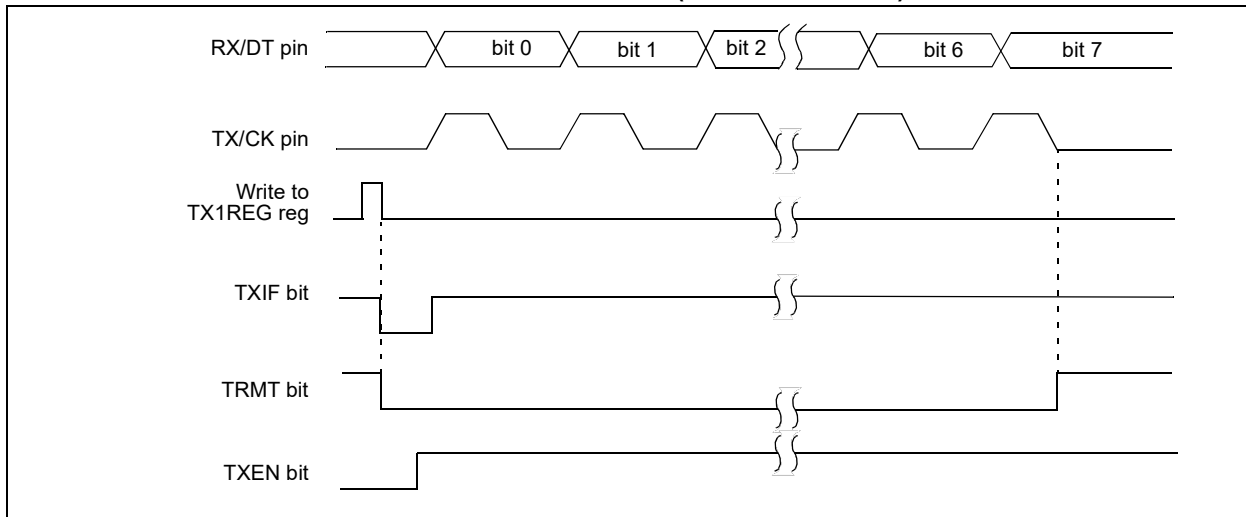 RX/DT pin bit 0 bit 1 bit 2 bit 6 bit 7
TX/CK pin
Write to
TX1REG reg
TXIF bit
TRMT bit
TXEN bit